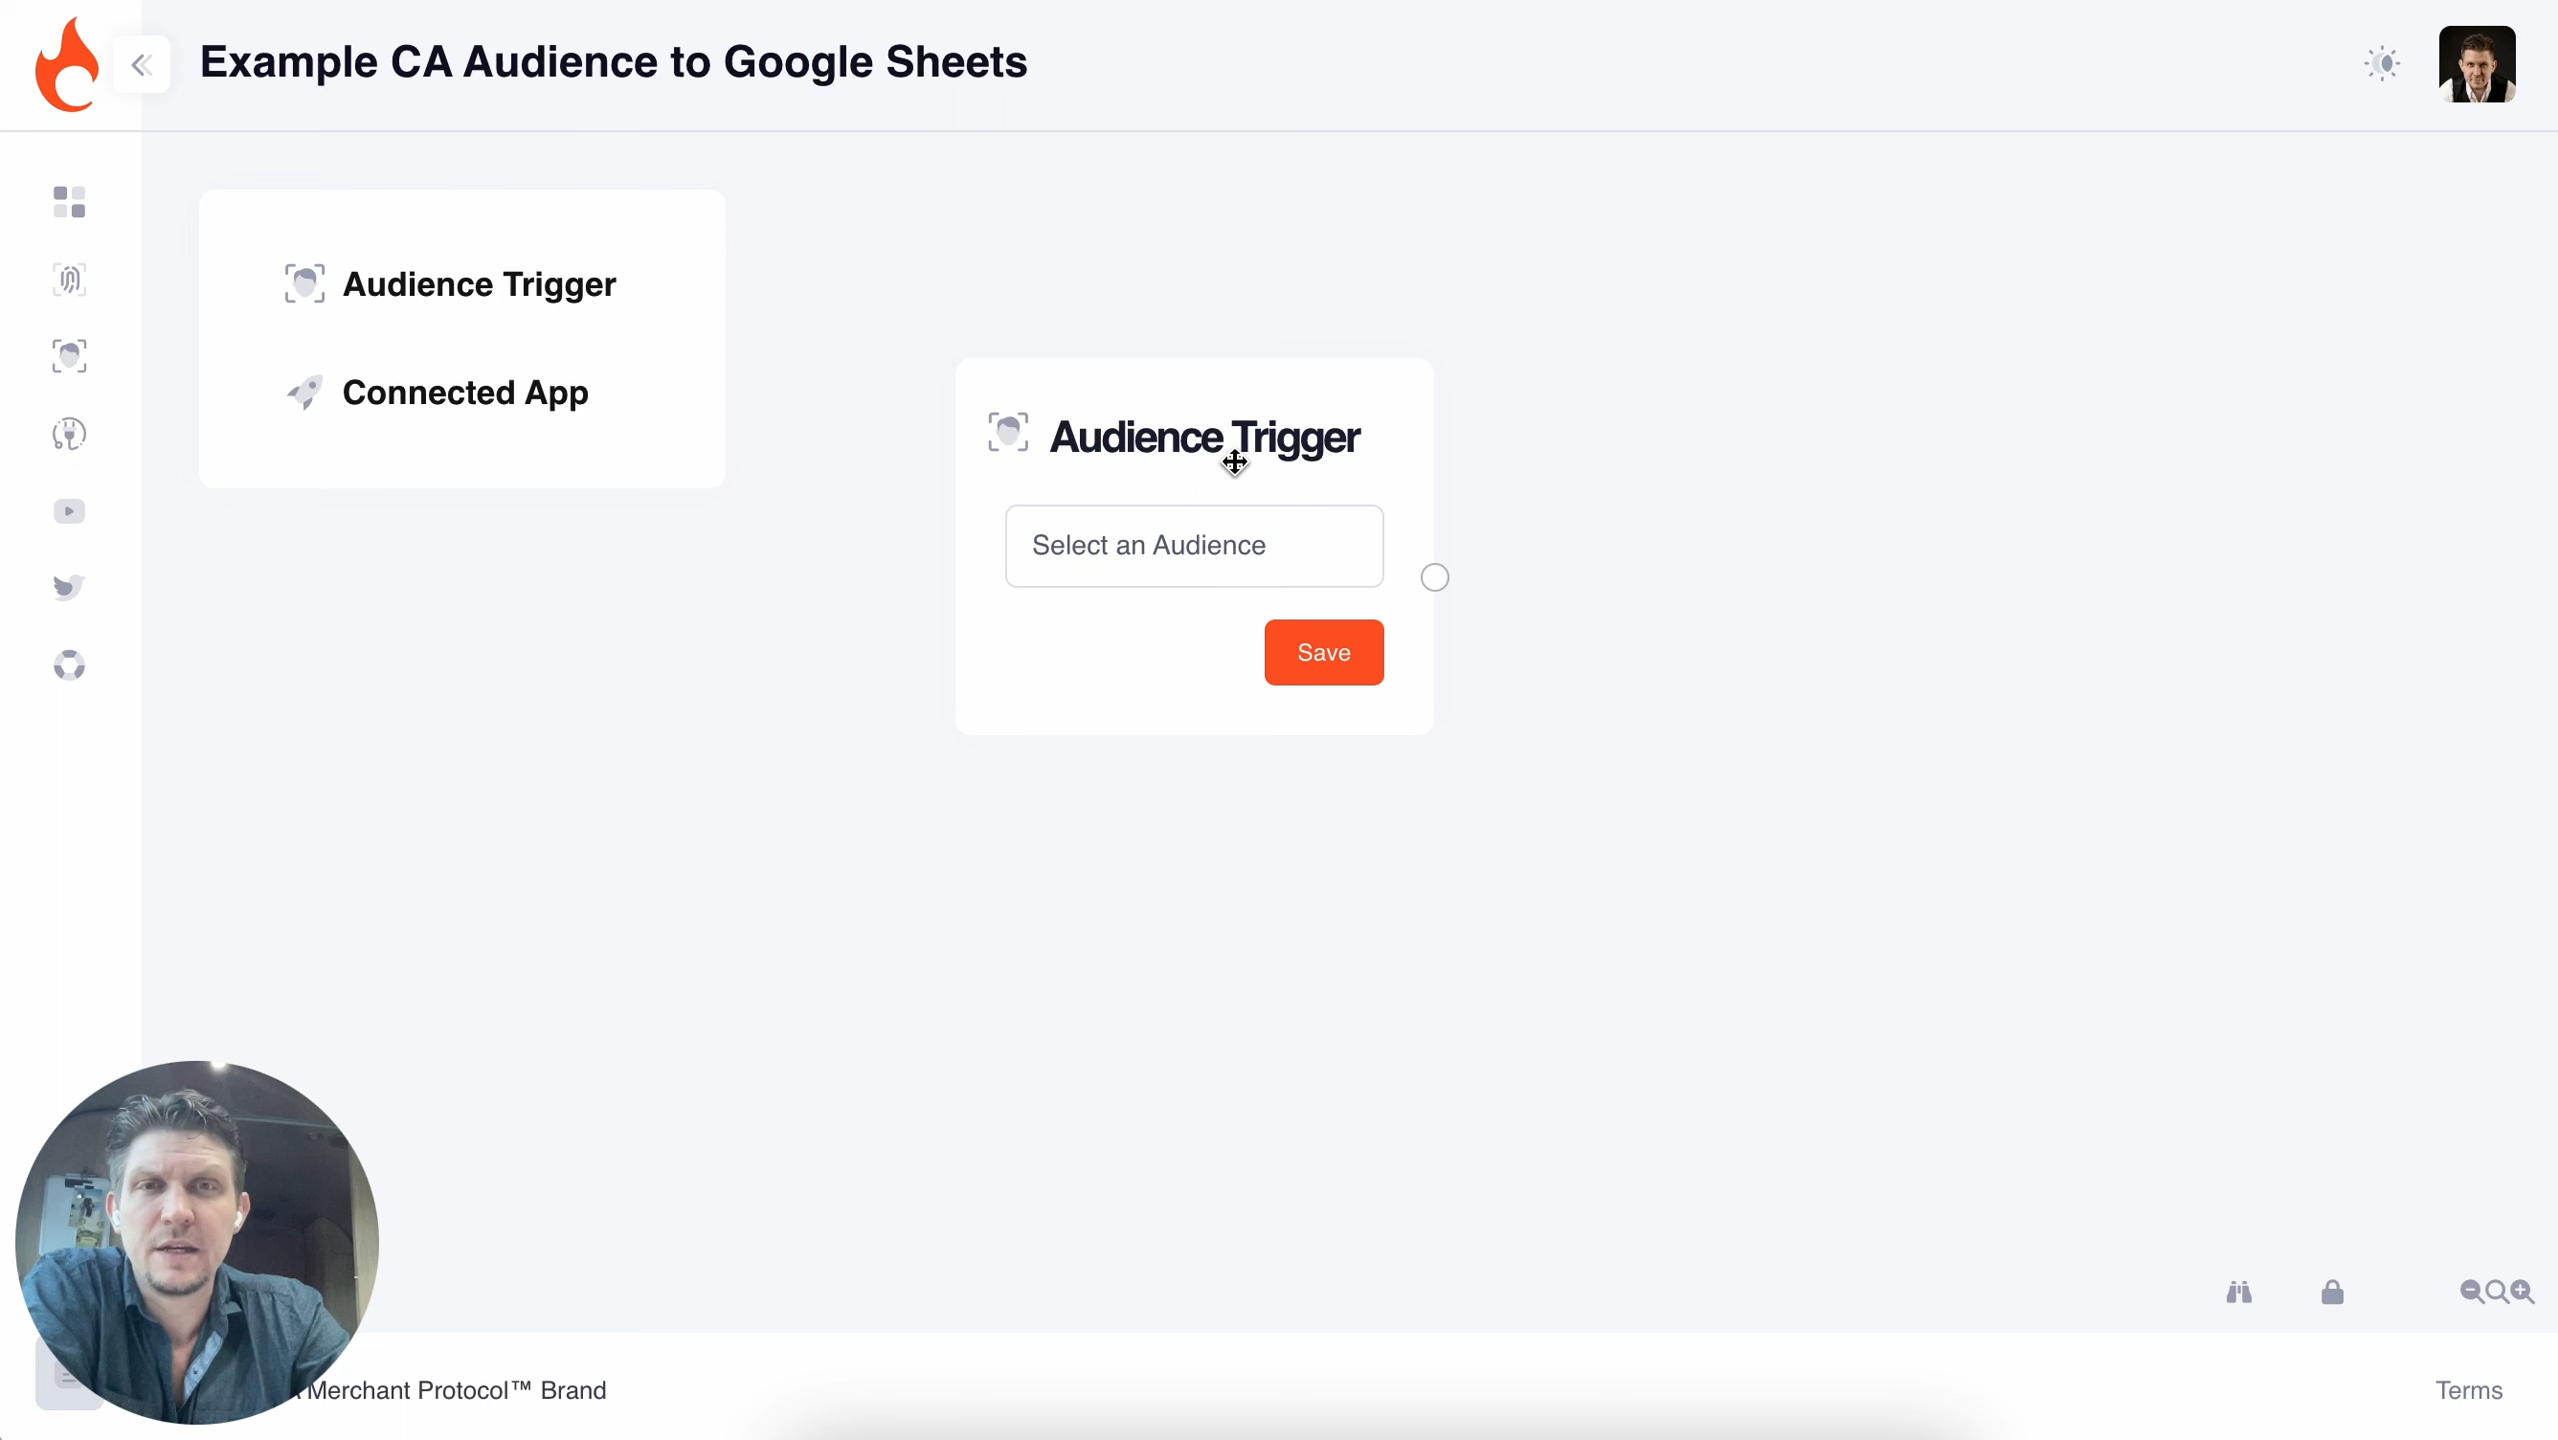 Example CA Audience to Google Sheets
Audience Trigger
Connected App
Audience Trigger
Select an Audience
Save
Merchant Protocol™ Brand
Terms